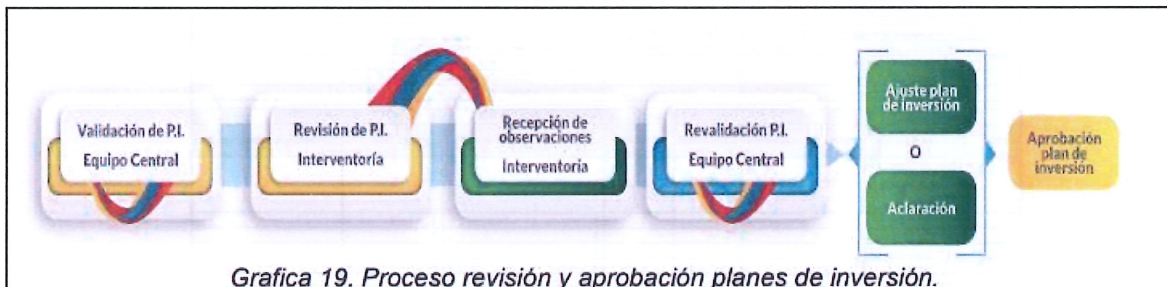 Validación de P.I.
Equipo Central
Revisión de P.I.
Interventoría
Recepción de
observaciones
Interventoría
Revalidación P.I.
Equipo Central
Ajuste plan
de inversión
O
Aclaración
Aprobación
plan de
inversión
Grafica 19. Proceso revisión y aprobación planes de inversión.